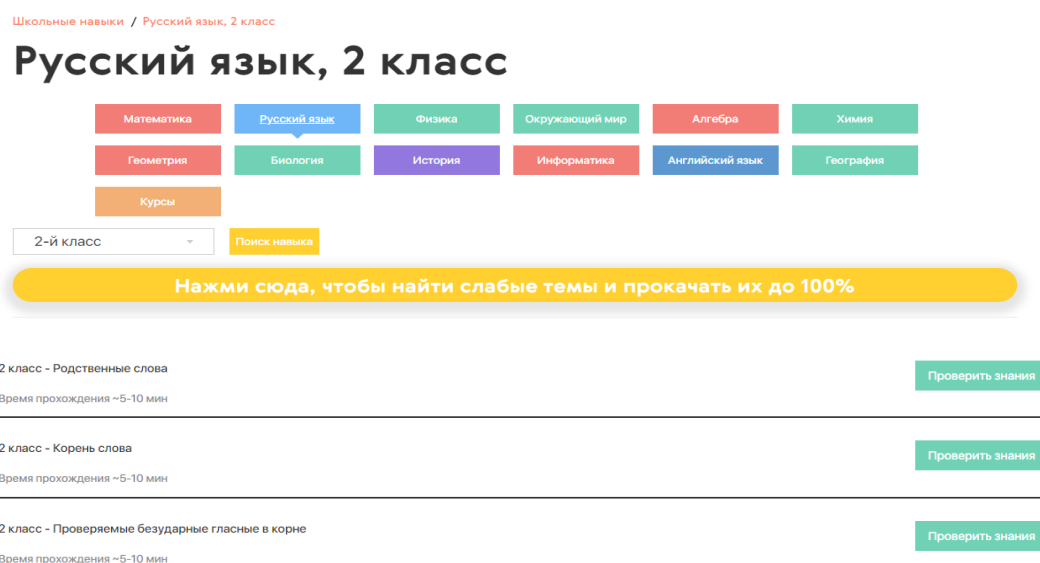 Школьные навыки / Русский язык, 2 класс
Русский язык, 2 класс
Математика Русский язык Физика Окружающий мир Алгебра Химия
Геометрия Биология История Информатика Английский язык География
Курсы
2-й класс Поиск навыка
Нажми сюда, чтобы найти слабые темы и прокачать их до 100%
2 класс - Родственные слова
Проверить знания
Время прохождения ~5-10 мин
2 класс - Корень слова
Проверить знания
Время прохождения ~5-10 мин
2 класс - Проверяемые безударные гласные в корне
Проверить знания
Время прохождения ~5-10 мин